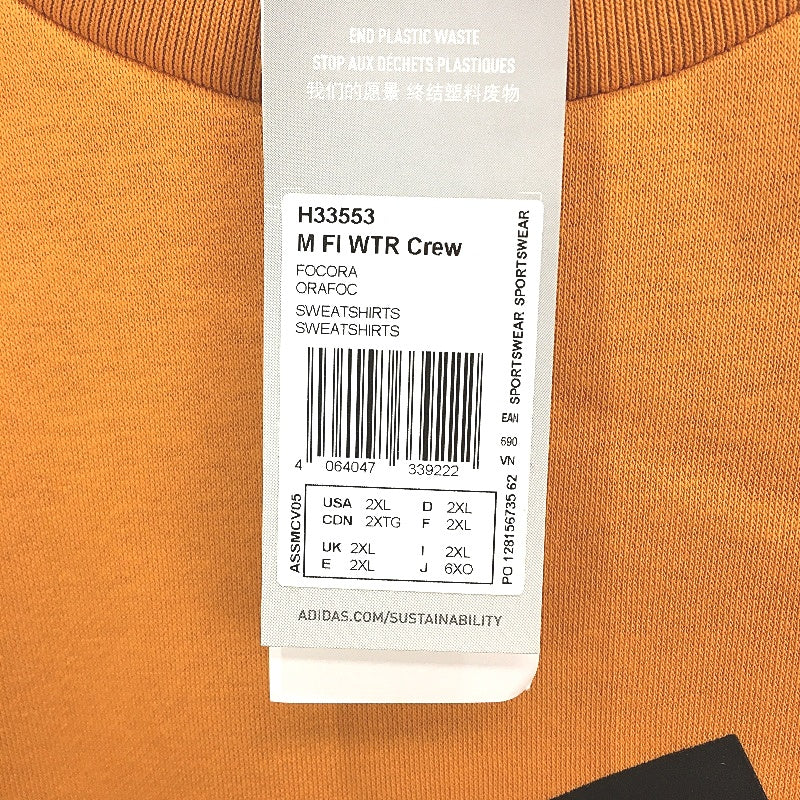 END PLASTIC WASTE
STOP AUX DÉCHETS PLASTIQUES
我们的愿景 终结塑料废物
H33553
M FI WTR Crew
FOCORA
ORAFOC
SWEATSHIRTS
SWEATSHIRTS
4 064047 339222
ASSMCV05
USA 2XL D 2XL
CDN 2XTG F 2XL
UK 2XL I 2XL
E 2XL J 6XO
SPORTSWEAR SPORTSWEAR
EAN
690
VN
PO 0128156735 62
ADIDAS.COM/SUSTAINABILITY